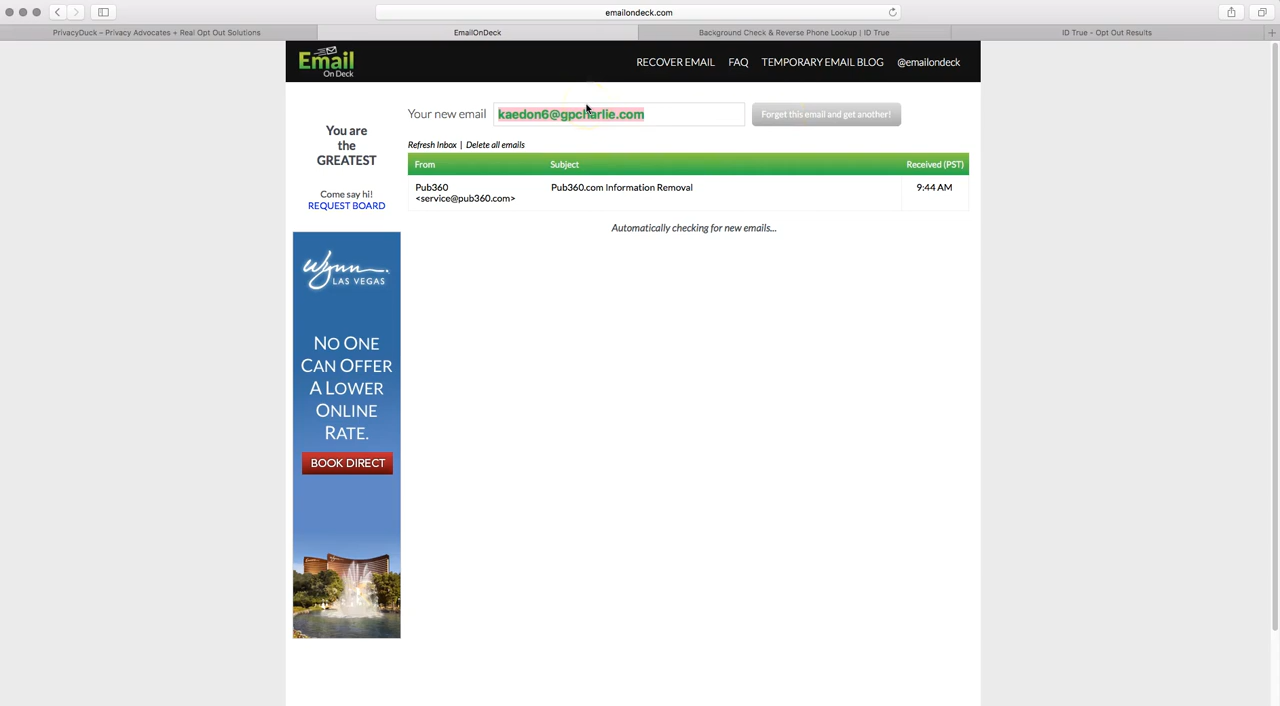 emailondeck.com
PrivacyDuck – Privacy Advocates + Real Opt Out Solutions
EmailOnDeck
Background Check & Reverse Phone Lookup | ID True
ID True - Opt Out Results
Email
On Deck
RECOVER EMAIL
FAQ
TEMPORARY EMAIL BLOG
@emailondeck
Your new email
kaedon6@gpcharlie.com
Forget this email and get another!
You are
the
GREATEST
Come say hi!
REQUEST BOARD
Refresh Inbox | Delete all emails
From
Subject
Received (PST)
Pub360
<service@pub360.com>
Pub360.com Information Removal
9:44 AM
Automatically checking for new emails...
Wynn
LAS VEGAS
NO ONE
CAN OFFER
A LOWER
ONLINE
RATE.
BOOK DIRECT